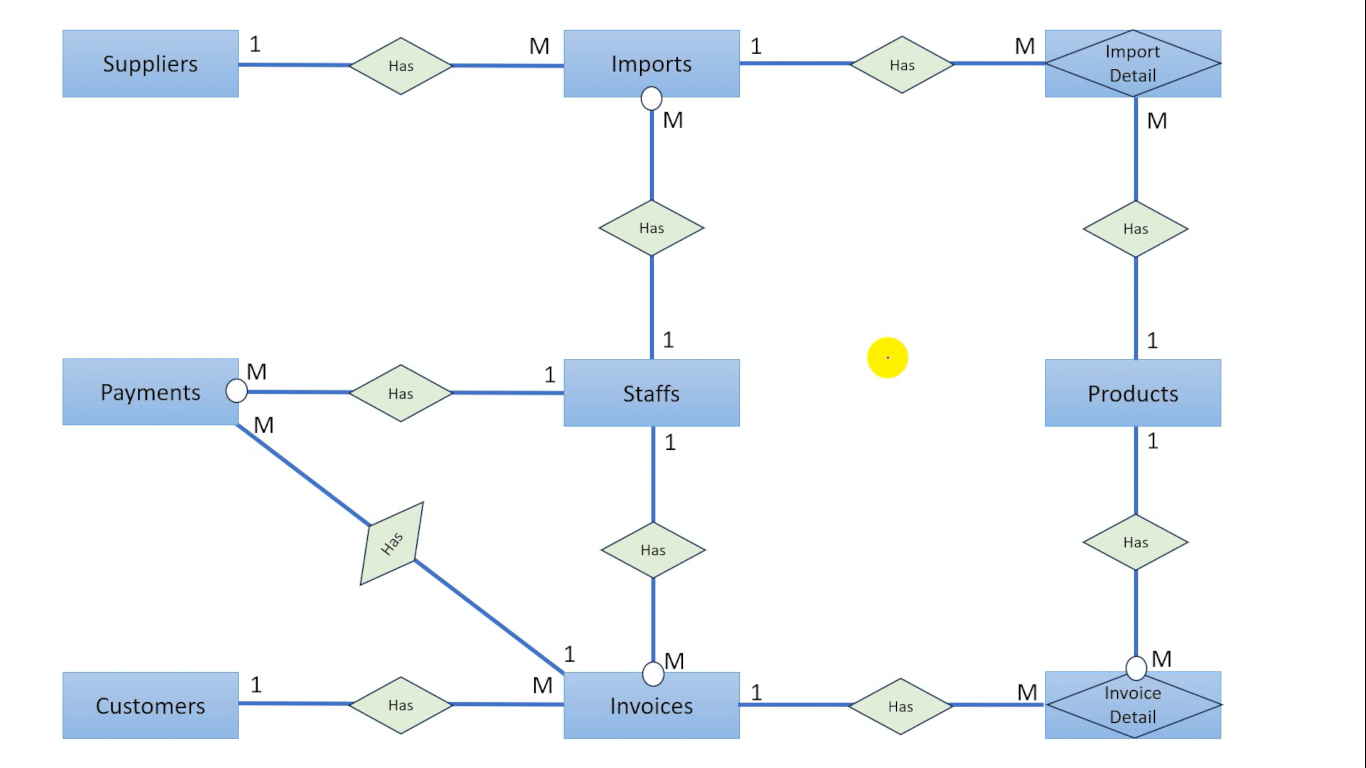 Suppliers
1
Has
M
Imports
1
Has
M
Import
Detail
M
M
Has
Has
1
1
Payments
M
Has
1
Staffs
Products
M
1
1
Has
Has
Has
1
M
M
Customers
1
Has
M
Invoices
1
Has
M
Invoice
Detail